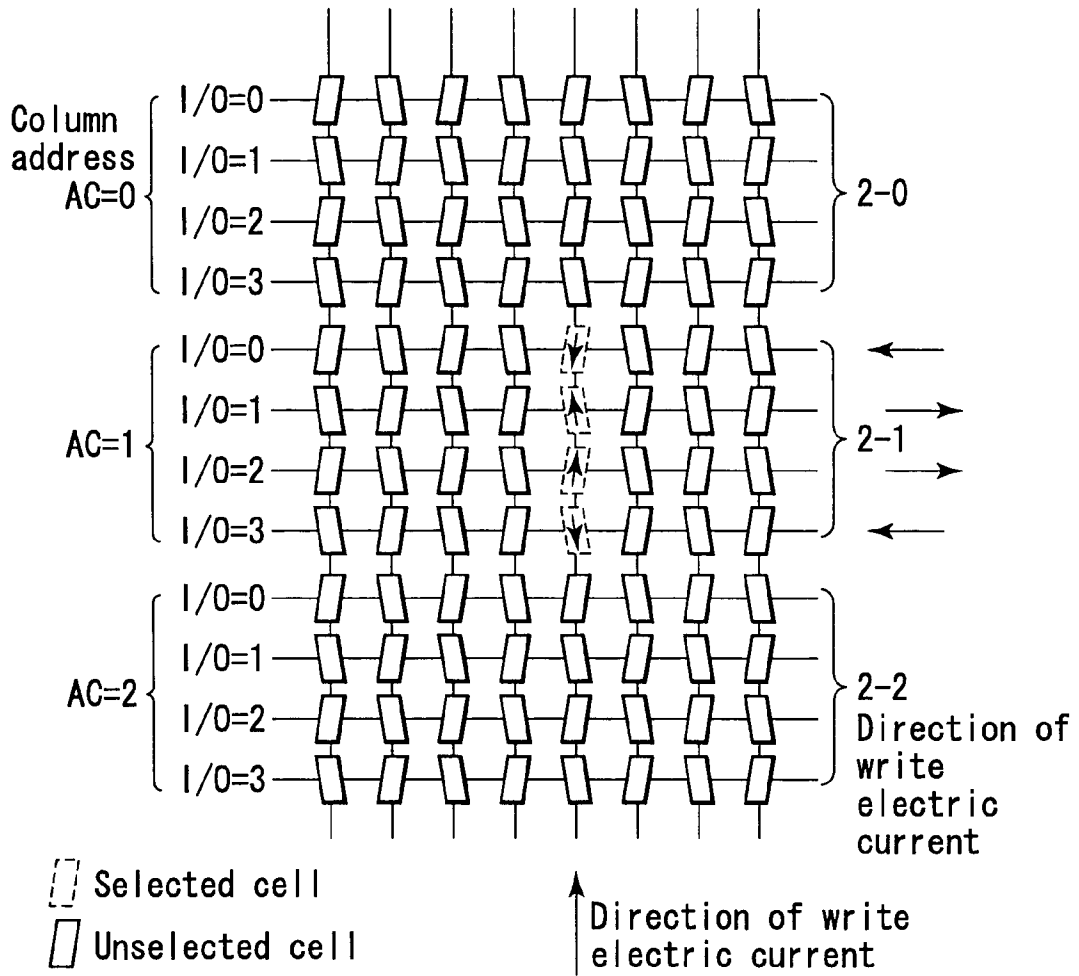 Column
address
AC=0
I/O=0
I/O=1
I/O=2
I/O=3
2-0
AC=1
I/O=0
I/O=1
I/O=2
I/O=3
2-1
AC=2
I/O=0
I/O=1
I/O=2
I/O=3
2-2
Direction of
write
electric
current
Selected cell
Unselected cell
Direction of write
electric current